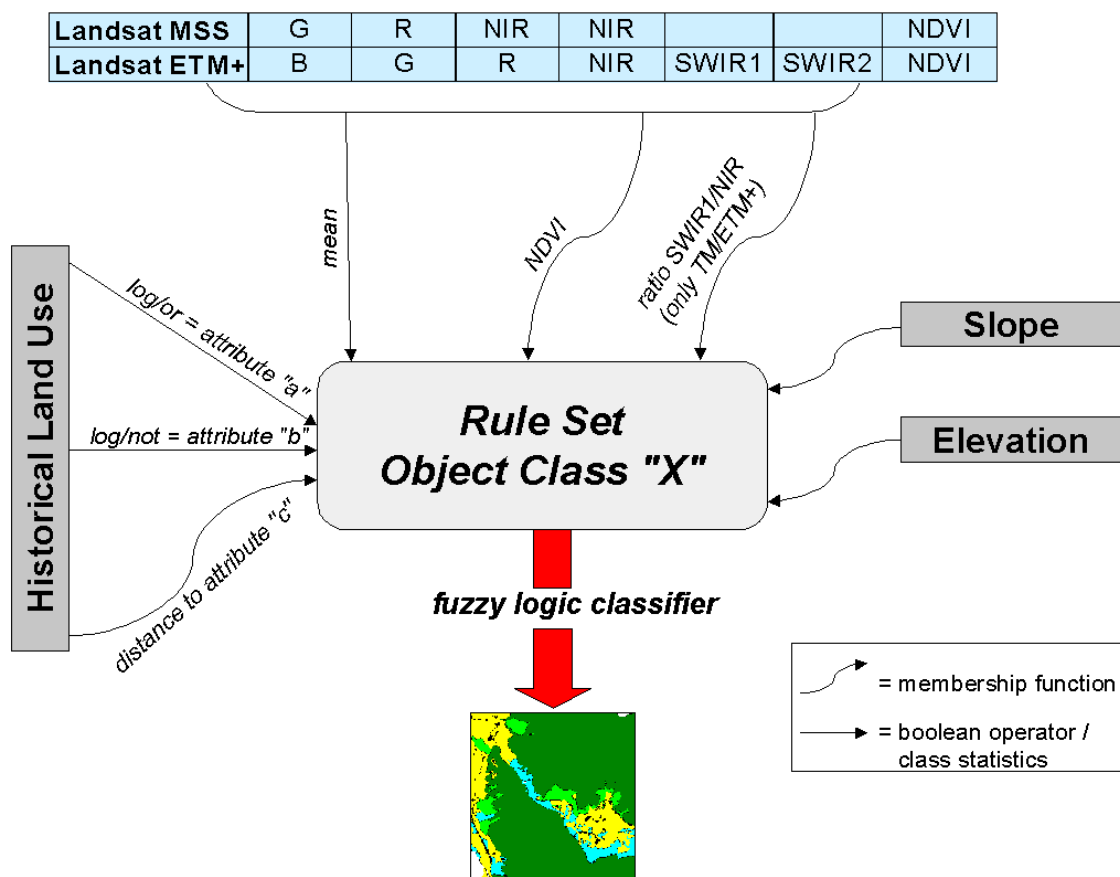 Landsat MSS G R NIR NIR NDVI
Landsat ETM+ B G R NIR SWIR1 SWIR2 NDVI
mean
NDVI
ratio SWIR1/NIR
(only TM/ETM+)
Historical Land Use
log/or = attribute "a"
log/not = attribute "b"
distance to attribute "c"
Slope
Elevation
Rule Set
Object Class "X"
fuzzy logic classifier
= membership function
= boolean operator /
class statistics